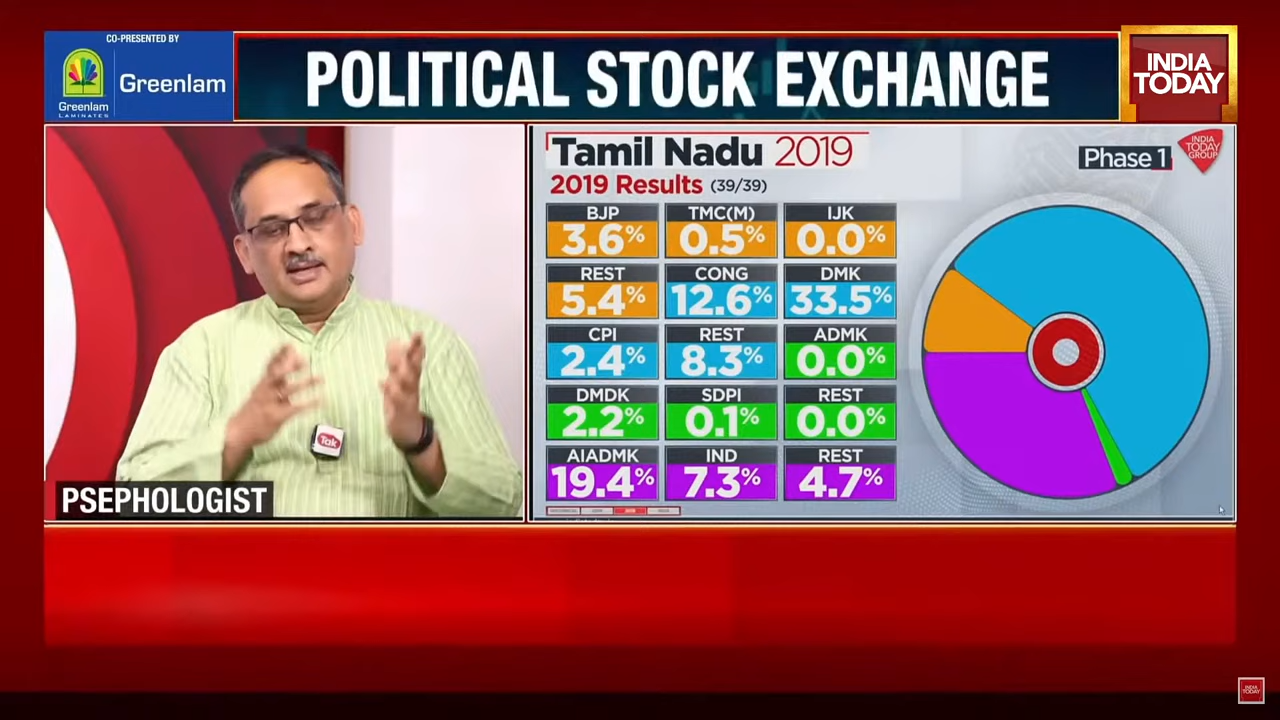 CO-PRESENTED BY
Greenlam
LAMINATES
Greenlam
POLITICAL STOCK EXCHANGE
INDIA
TODAY
Tamil Nadu 2019
2019 Results (39/39)
Phase 1
INDIA
TODAY
GROUP
BJP TMC(M) IJK
3.6% 0.5% 0.0%
REST CONG DMK
5.4% 12.6% 33.5%
CPI REST ADMK
2.4% 8.3% 0.0%
DMDK SDPI REST
2.2% 0.1% 0.0%
AIADMK IND REST
19.4% 7.3% 4.7%
Tak
PSEPHOLOGIST
INDIA
TODAY